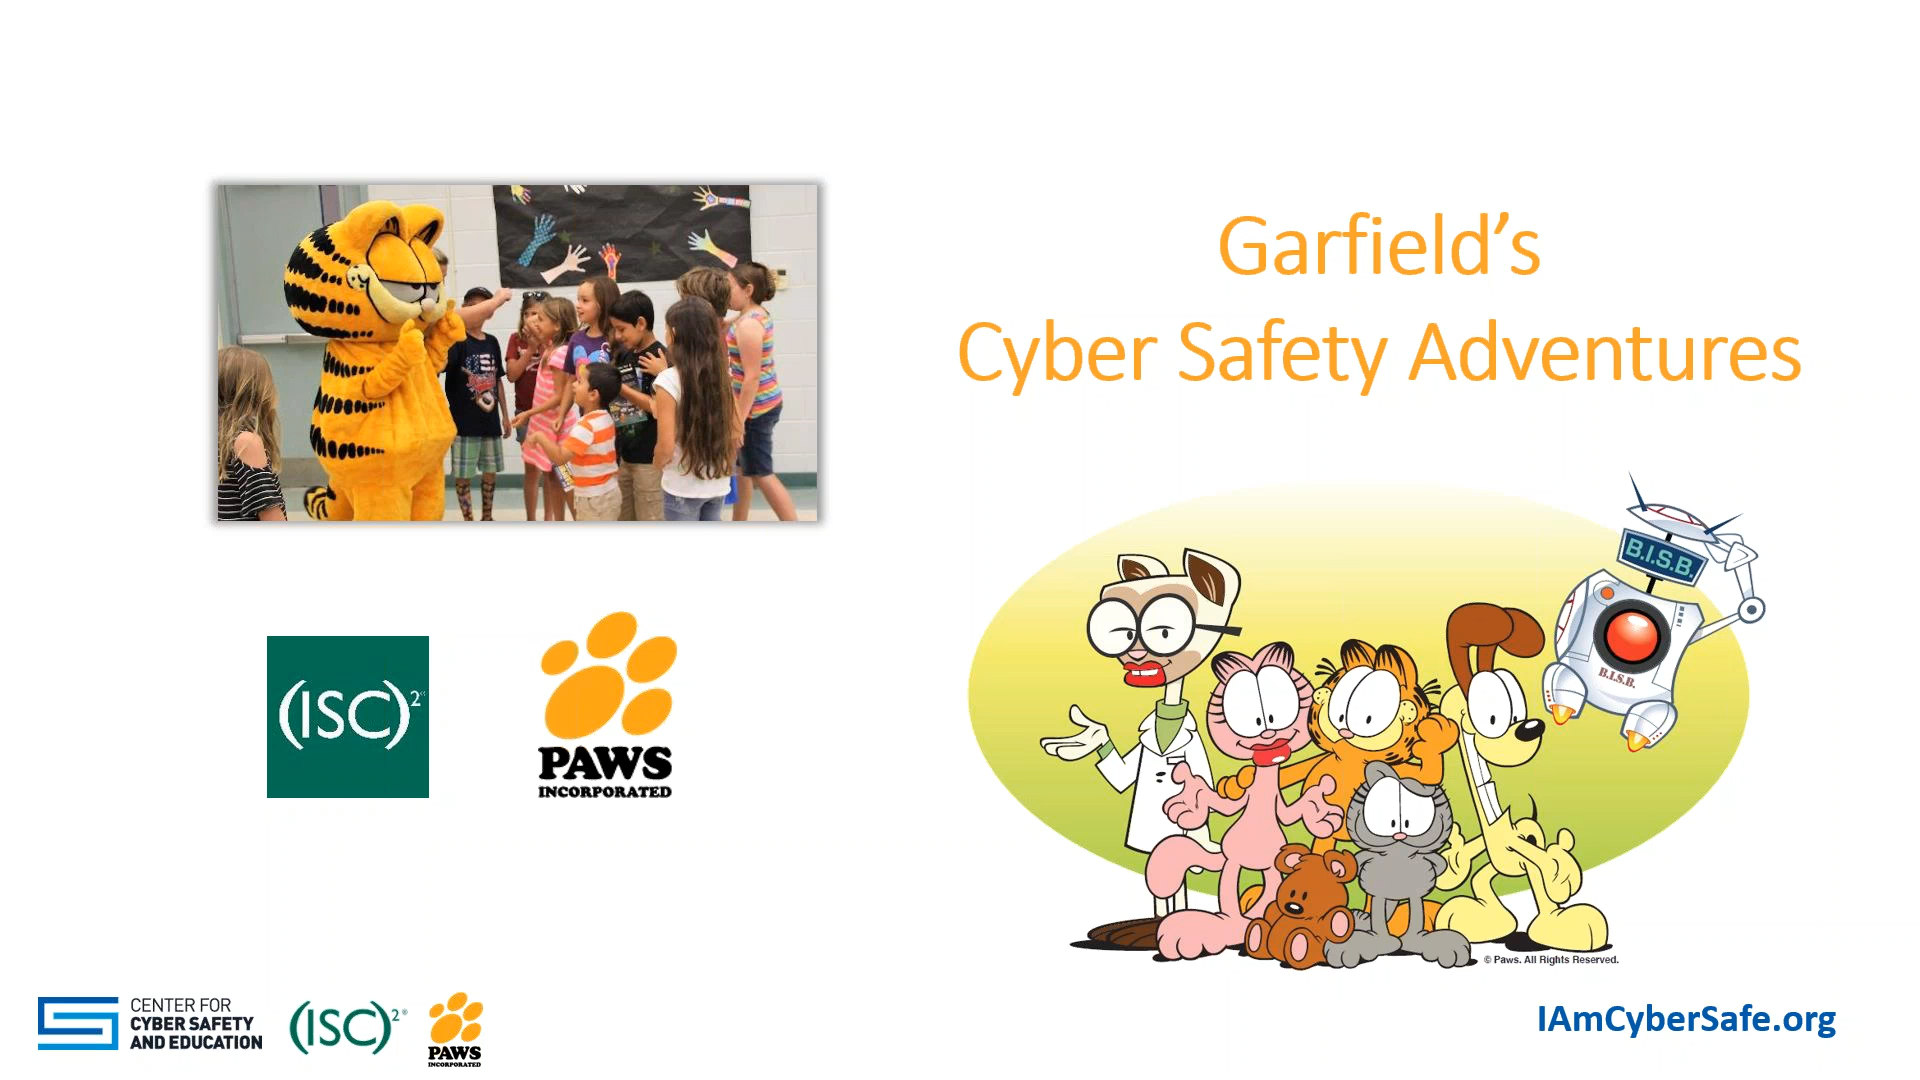 Garfield’s
Cyber Safety Adventures
(ISC)²
PAWS
INCORPORATED
B.I.S.B.
B.I.S.B.
© Paws. All Rights Reserved.
CENTER FOR
CYBER SAFETY
AND EDUCATION
(ISC)²®
PAWS
INCORPORATED
IAmCyberSafe.org